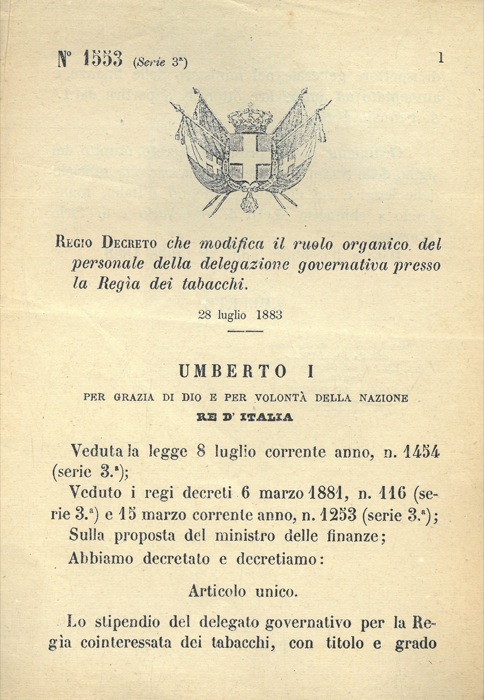 N° 1553 (Serie 3ª) 1
REGIO DECRETO che modifica il ruolo organico del
personale della delegazione governativa presso
la Regìa dei tabacchi.
28 luglio 1883
UMBERTO I
PER GRAZIA DI DIO E PER VOLONTÀ DELLA NAZIONE
RE D'ITALIA
Veduta la legge 8 luglio corrente anno, n. 1454
(serie 3.ª);
Veduto i regi decreti 6 marzo 1881, n. 116 (se-
rie 3.ª) e 15 marzo corrente anno, n. 1253 (serie 3.ª);
Sulla proposta del ministro delle finanze;
Abbiamo decretato e decretiamo:
Articolo unico.
Lo stipendio del delegato governativo per la Re-
gìa cointeressata dei tabacchi, con titolo e grado